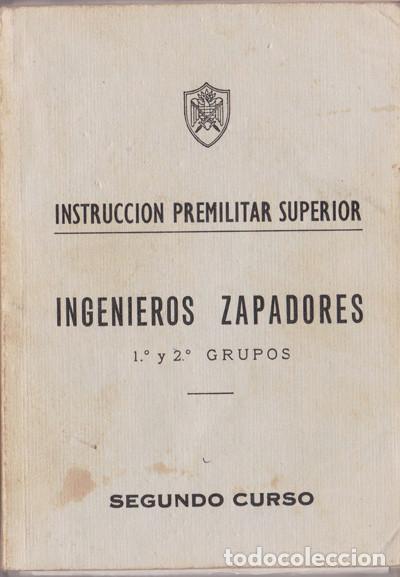 INSTRUCCION PREMILITAR SUPERIOR
INGENIEROS ZAPADORES
1.º y 2.º GRUPOS
SEGUNDO CURSO
todocoleccion